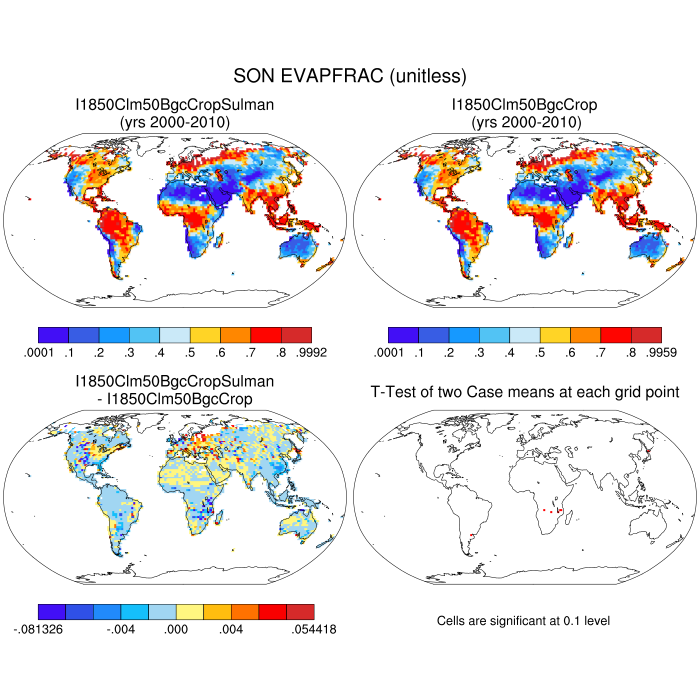 SON EVAPFRAC (unitless)
I1850Clm50BgcCropSulman
(yrs 2000-2010)
I1850Clm50BgcCrop
(yrs 2000-2010)
.0001 .1 .2 .4 .5 .6 .7 .8 .9992
.0001 .1 .2 .4 .5 .6 .7 .8 .9959
I1850Clm50BgcCropSulman
- I1850Clm50BgcCrop
T-Test of two Case means at each grid point
-.081326 -.004 .000 .004 .054418
Cells are significant at 0.1 level